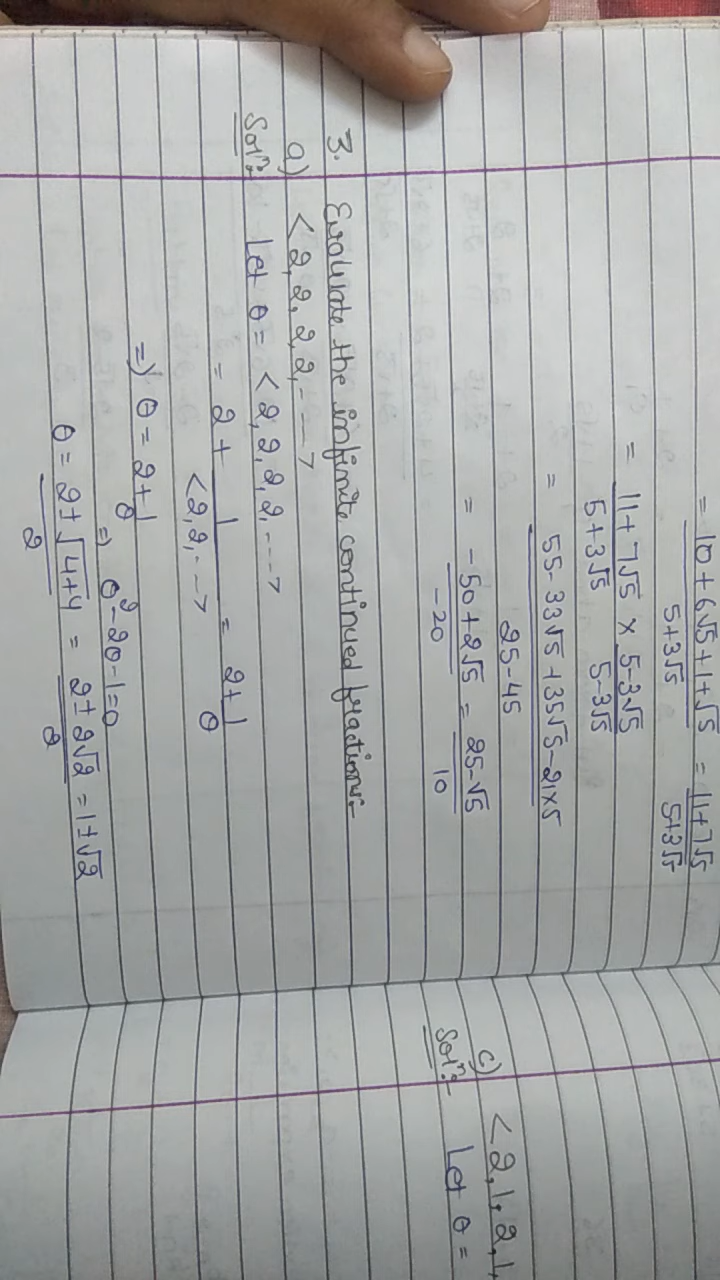 = 10 + 6√5 + 1 + √5 / 5+3√5 = 11+7√5 / 5+3√5
= 11 + 7√5 / 5+3√5 × 5-3√5 / 5-3√5
= 55 - 33√5 + 35√5 - 21×5 / 25-45
= -50 + 2√5 / -20 = 25-√5 / 10
3. Evaluate the infinite continued fractions:-
a) <2, 2, 2, 2, ---->
Solⁿ:- Let θ = <2, 2, 2, 2, ---->
= 2 + 1 / <2, 2, ---> = 2+1 / θ
=) θ = 2+1 / θ
=) θ²-2θ-1=0
θ = 2±√4+4 / 2 = 2±2√2 / 2 = 1±√2
c) <2, 1, 2, 1,
Solⁿ:- Let θ =